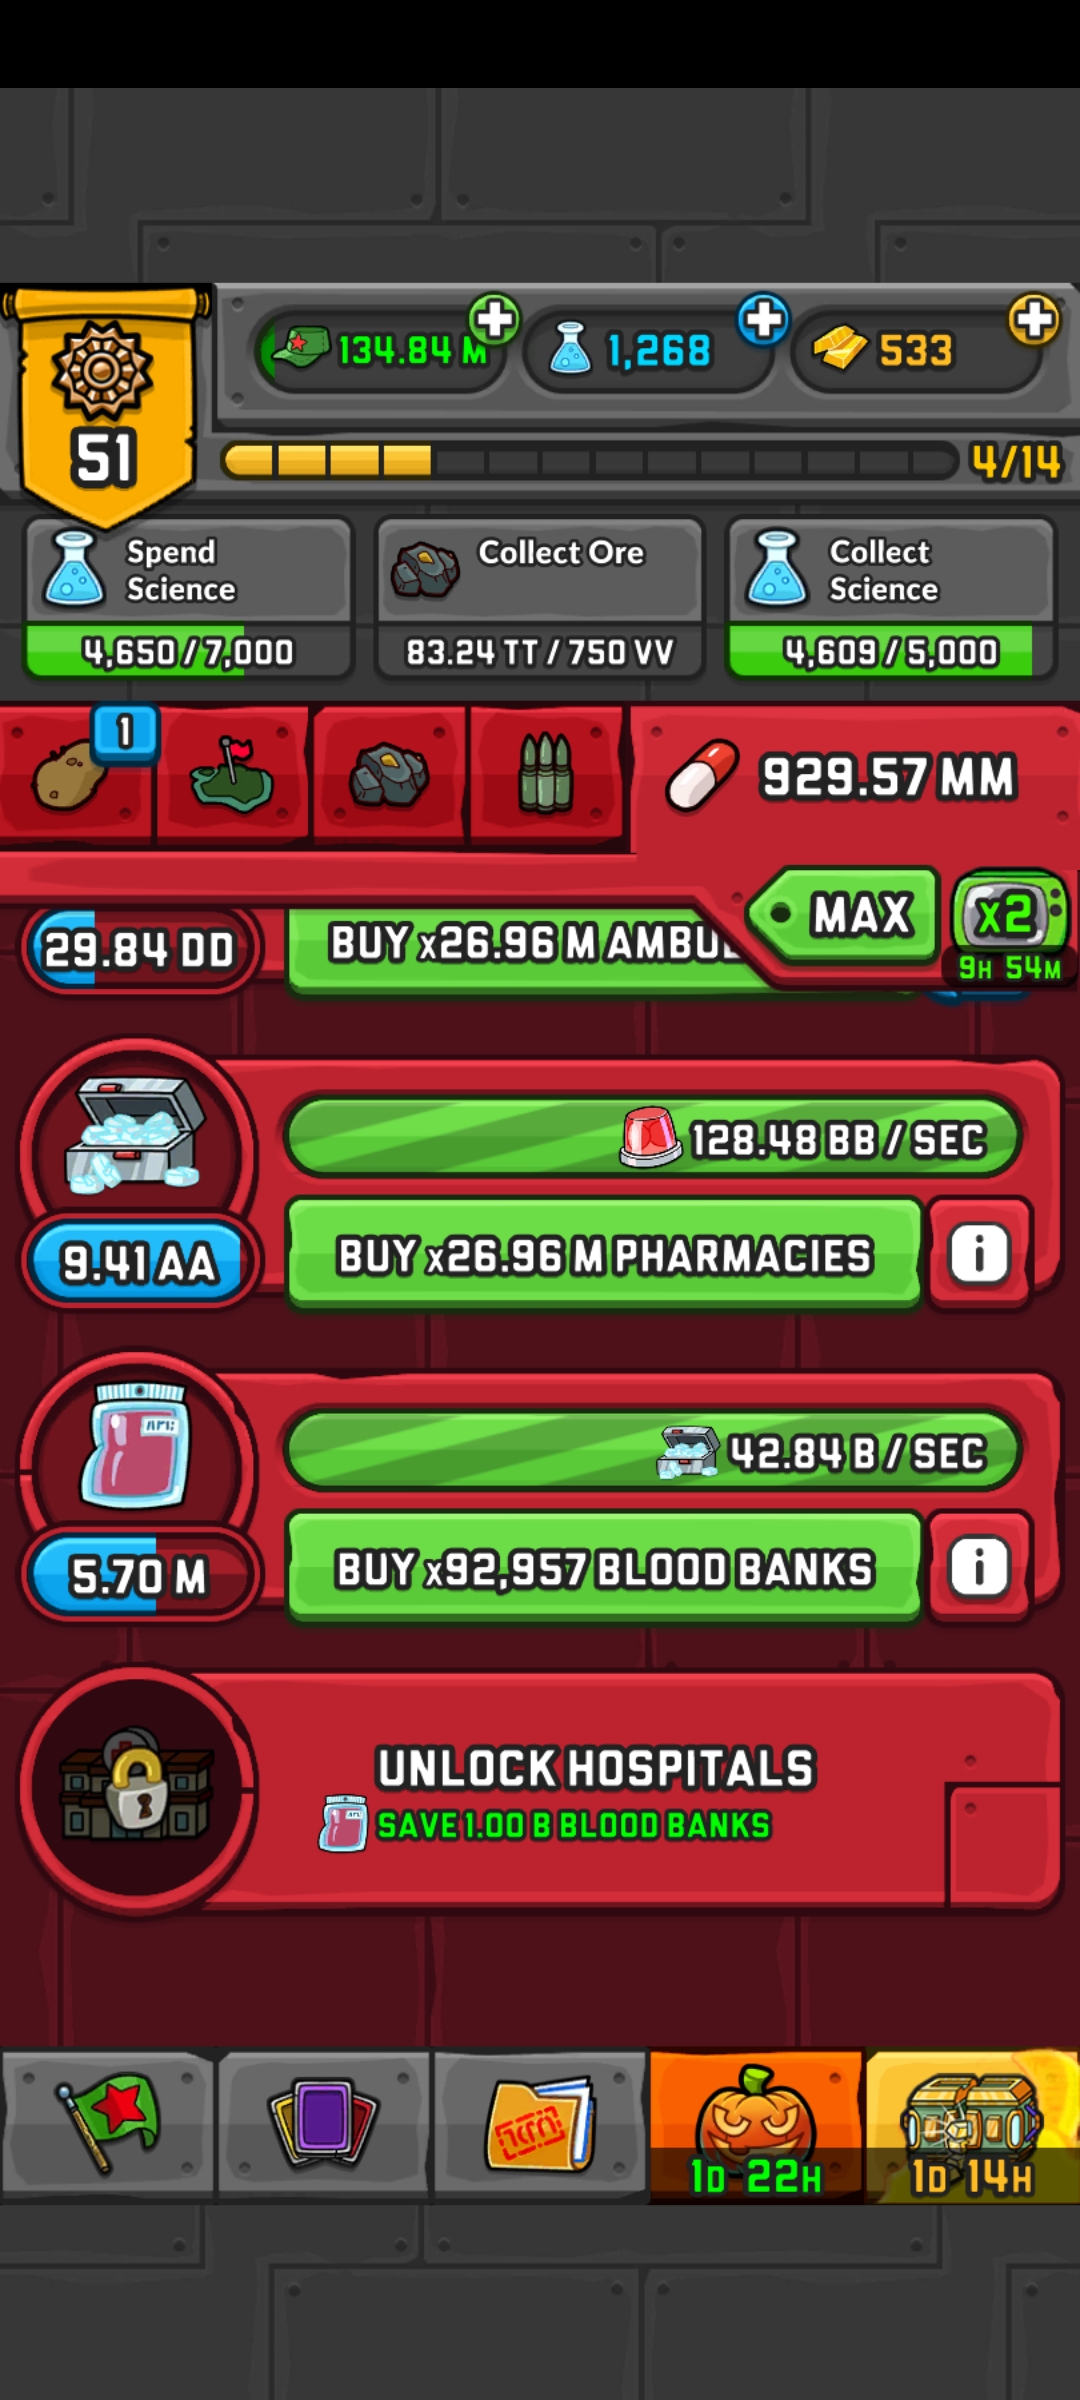 134.84 M
1,268
533
51
4/14
Spend
Science
4,650/7,000
Collect Ore
83.24 TT/750 VV
Collect
Science
4,609/5,000
1
929.57 MM
MAX
x2
9H 54M
29.84 DD
BUY x26.96 M AMBUL
128.48 BB/SEC
9.41 AA
BUY x26.96 M PHARMACIES
i
42.84 B/SEC
5.70 M
BUY x92,957 BLOOD BANKS
i
UNLOCK HOSPITALS
SAVE 1.00 B BLOOD BANKS
1D 22H
1D 14H